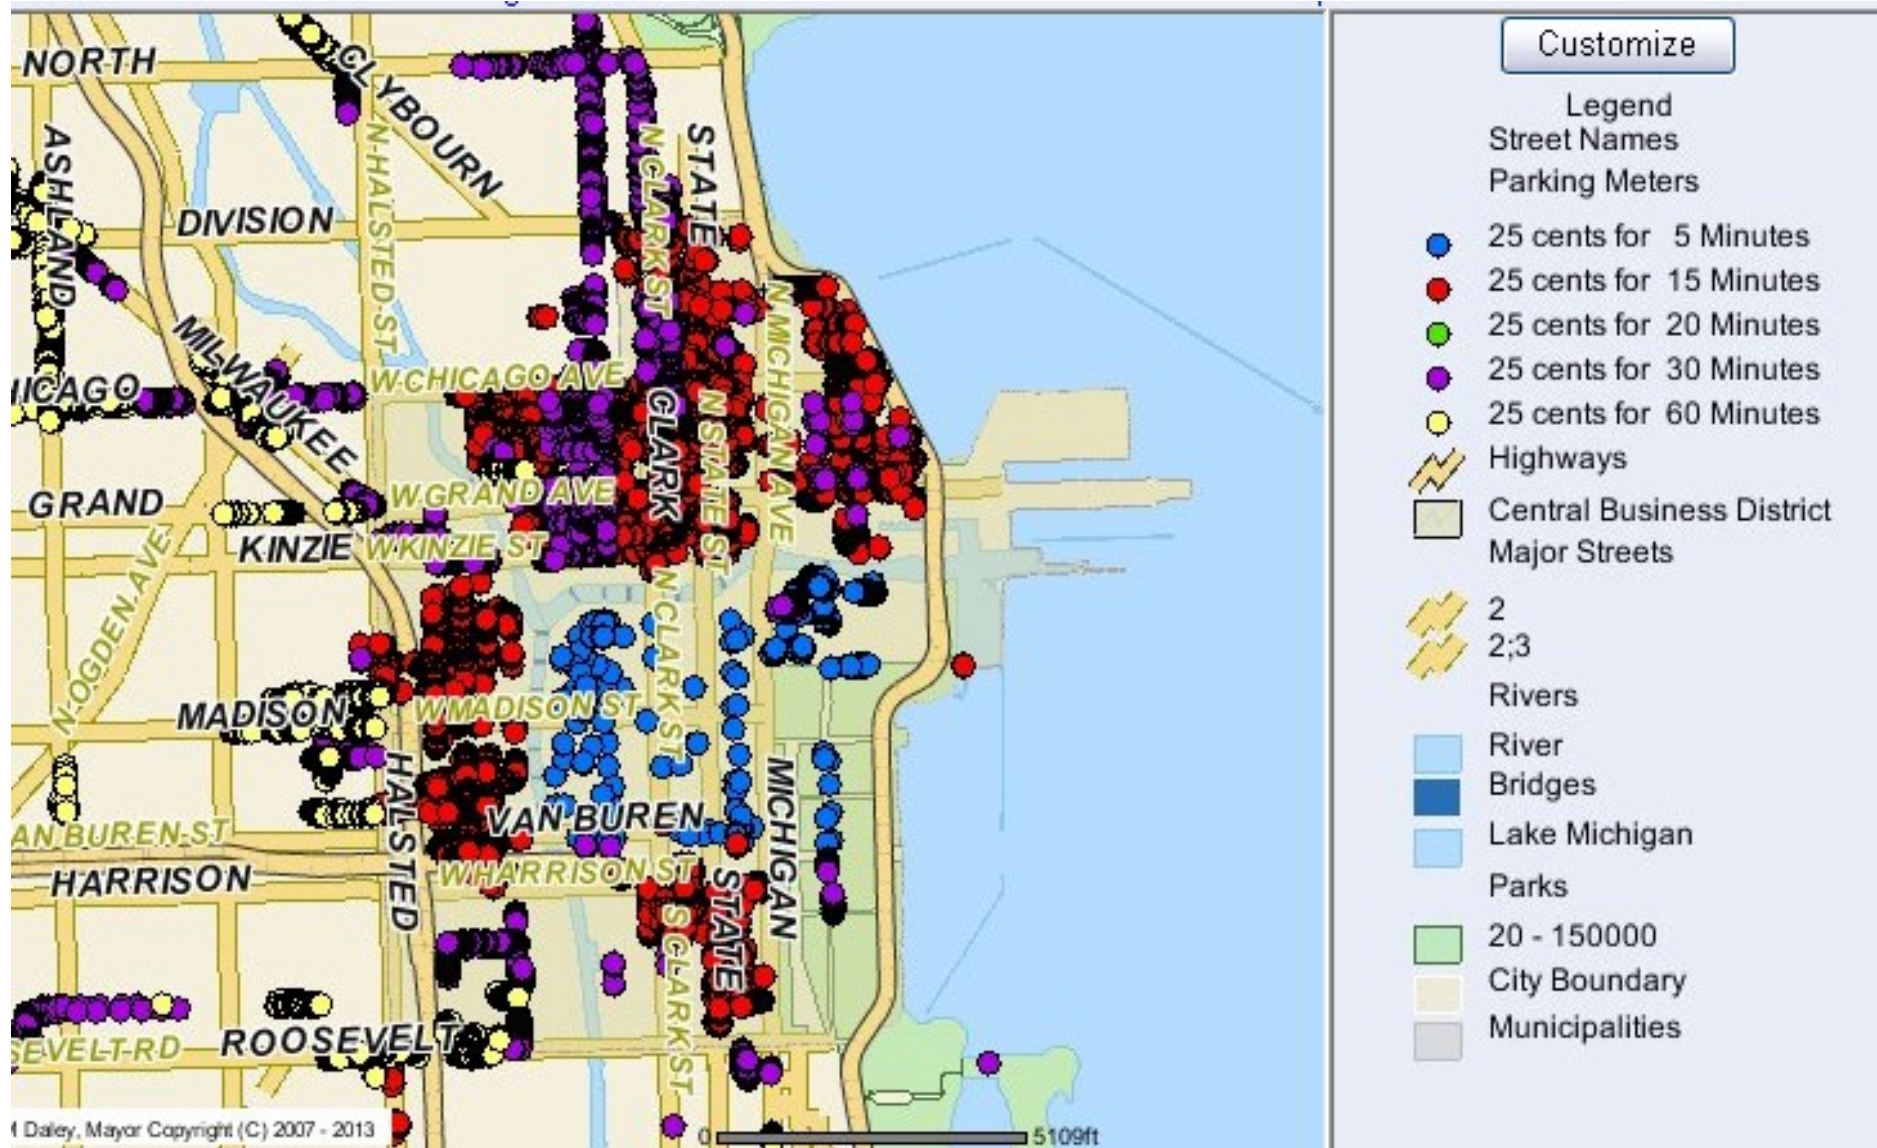 NORTH
CLYBOURN
ASHLAND
N HALSTED ST
N CLARK ST
STATE
DIVISION
MILWAUKEE
N MICHIGAN AVE
W CHICAGO AVE
HICAGO
CLARK
N STATE ST
GRAND
W GRAND AVE
KINZIE
W KINZIE ST
N OGDEN AVE
N CLARK ST
MADISON
W MADISON ST
HALSTED
MICHIGAN
VAN BUREN
AN BUREN ST
W HARRISON ST
HARRISON
STATE
S CLARK ST
ROOSEVELT
SEVELT RD
S CLARK ST
M Daley, Mayor Copyright (C) 2007 - 2013
0 5109ft
Customize
Legend
Street Names
Parking Meters
25 cents for 5 Minutes
25 cents for 15 Minutes
25 cents for 20 Minutes
25 cents for 30 Minutes
25 cents for 60 Minutes
Highways
Central Business District
Major Streets
2
2;3
Rivers
River
Bridges
Lake Michigan
Parks
20 - 150000
City Boundary
Municipalities